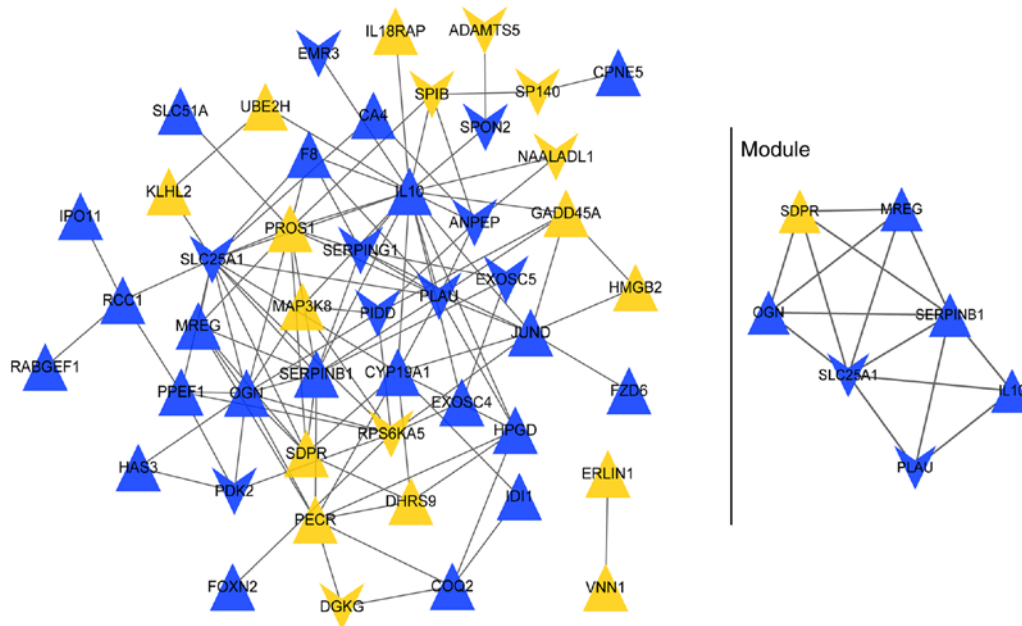 IL18RAP
ADAMTS5
EMR3
CPNE5
SLC51A
UBE2H
CA4
SPIB
SP140
SPON2
F8
NAALADL1
KLHL2
IL10
IPO11
PROS1
SERPING1
ANPEP
GADD45A
SLC25A1
EXOSC5
RCC1
MAP3K8
PIDD
PLAU
HMGB2
MREG
JUND
RABGEF1
PPEF1
OGN
SERPINB1
CYP19A1
EXOSC4
FZD6
RPS6KA5
HPGD
HAS3
SDPR
PDK2
DHRS9
IDI1
ERLIN1
PECR
FOXN2
DGKG
COQ2
VNN1
Module
SDPR
MREG
OGN
SERPINB1
SLC25A1
IL10
PLAU